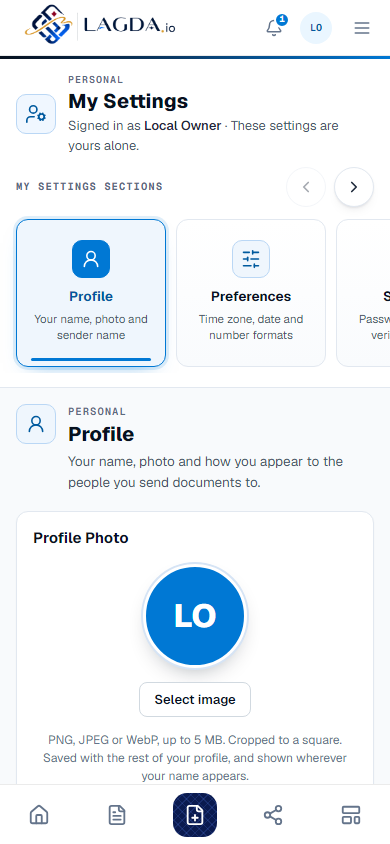 LAGDA.io
1
LO
PERSONAL
My Settings
Signed in as Local Owner · These settings are
yours alone.
MY SETTINGS SECTIONS
Profile
Your name, photo and
sender name
Preferences
Time zone, date and
number formats
S
Passw
veri
PERSONAL
Profile
Your name, photo and how you appear to the
people you send documents to.
Profile Photo
LO
Select image
PNG, JPEG or WebP, up to 5 MB. Cropped to a square.
Saved with the rest of your profile, and shown wherever
your name appears.